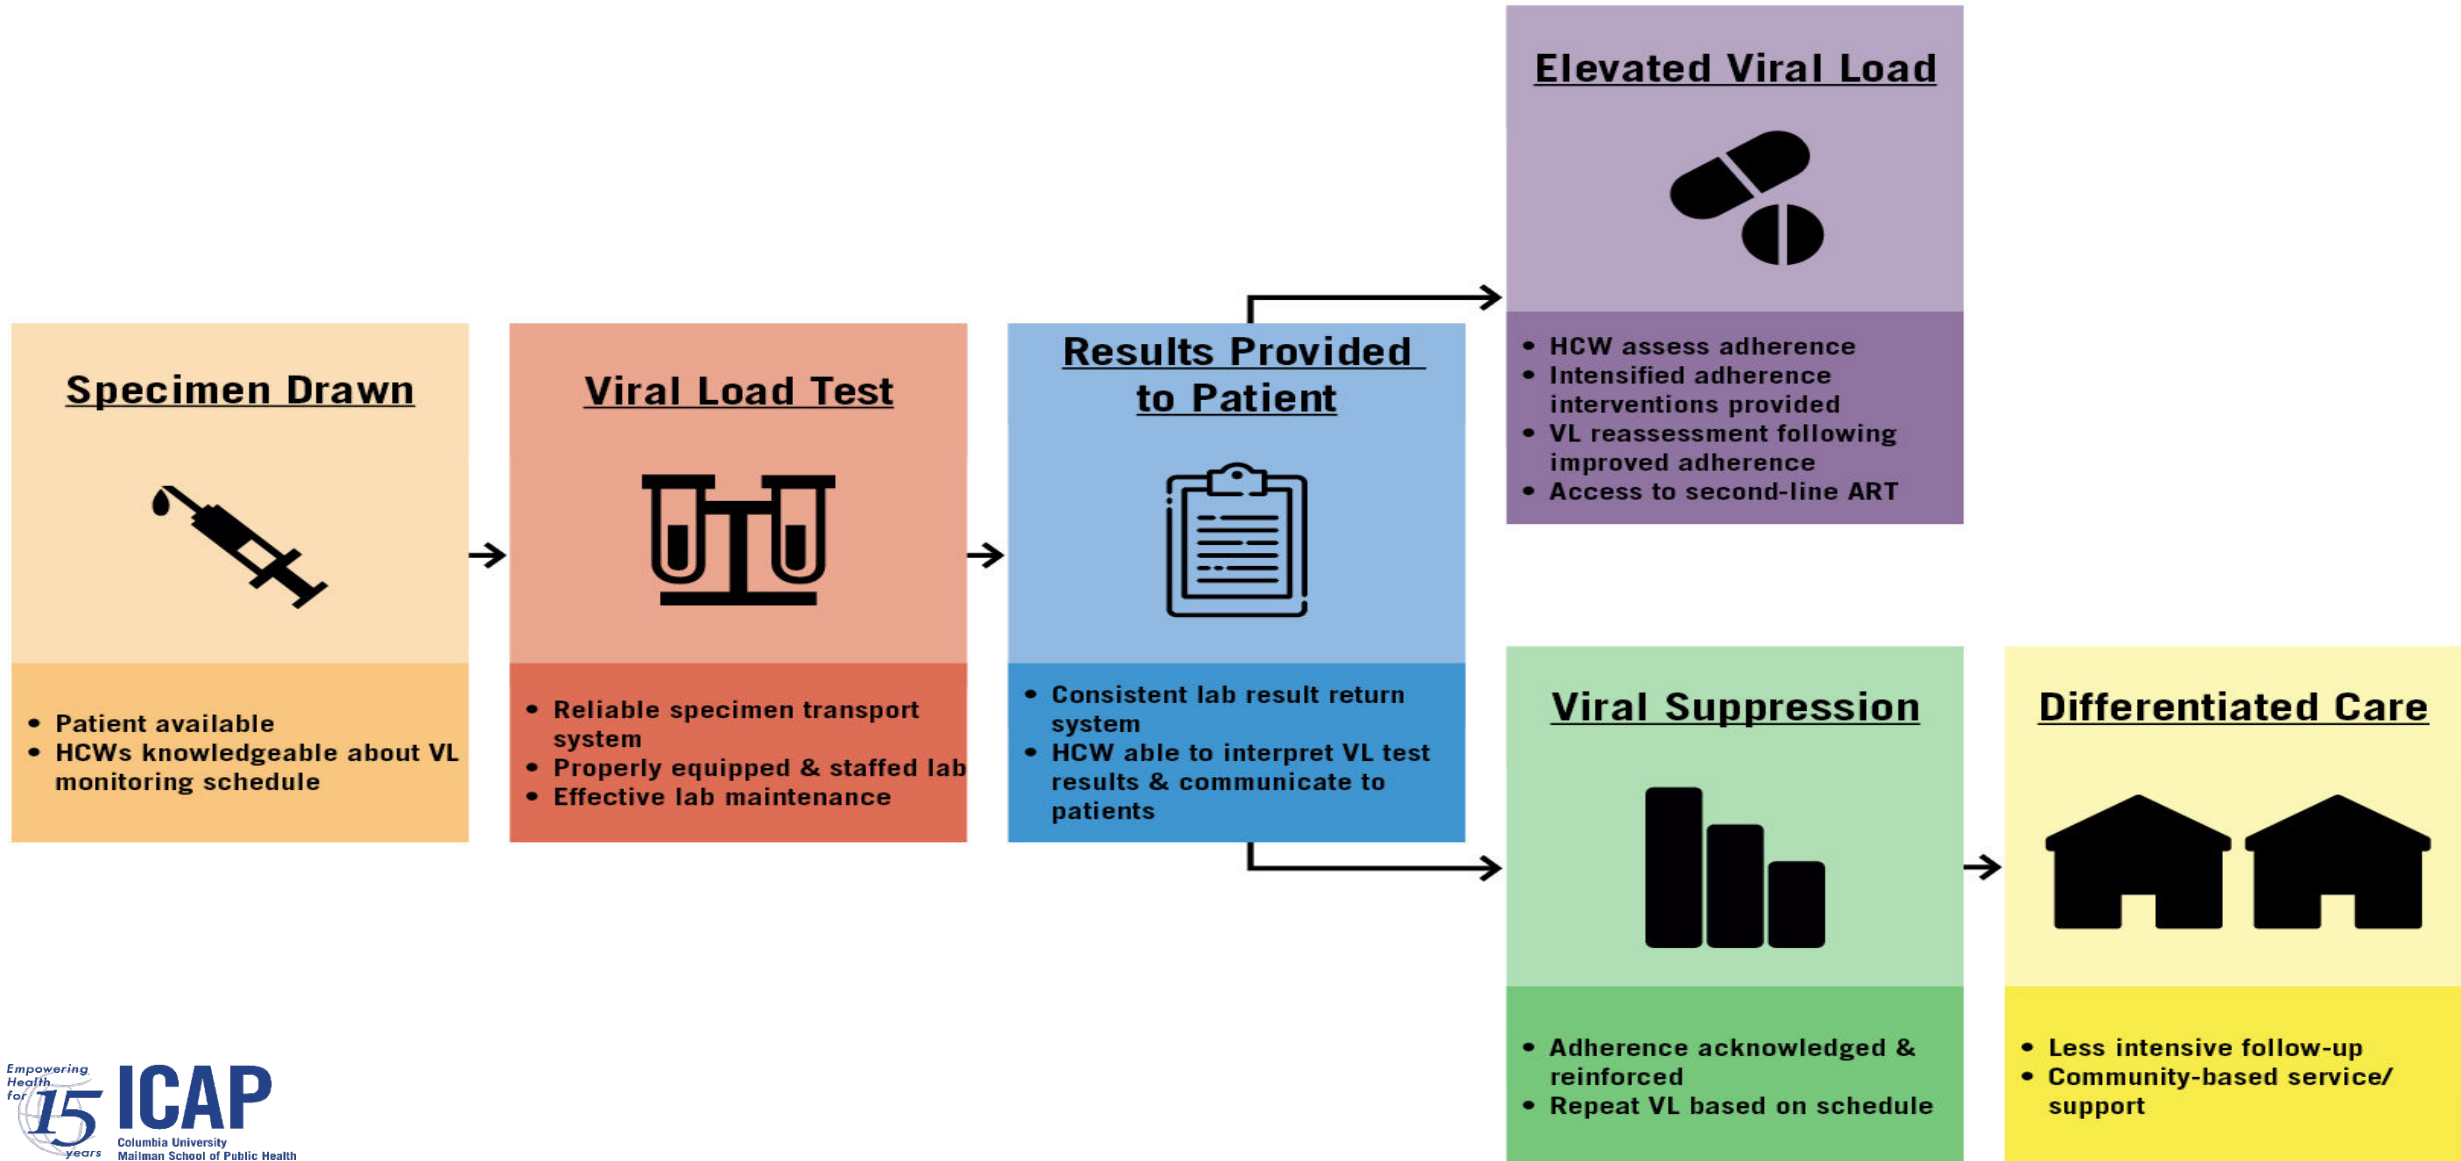 Specimen Drawn
• Patient available
• HCWs knowledgeable about VL
monitoring schedule
Viral Load Test
• Reliable specimen transport
system
• Properly equipped & staffed lab
• Effective lab maintenance
Results Provided
to Patient
• Consistent lab result return
system
• HCW able to interpret VL test
results & communicate to
patients
Elevated Viral Load
• HCW assess adherence
• Intensified adherence
interventions provided
• VL reassessment following
improved adherence
• Access to second-line ART
Viral Suppression
• Adherence acknowledged &
reinforced
• Repeat VL based on schedule
Differentiated Care
• Less intensive follow-up
• Community-based service/
support
Empowering
Health
for
15
years
ICAP
Columbia University
Mailman School of Public Health